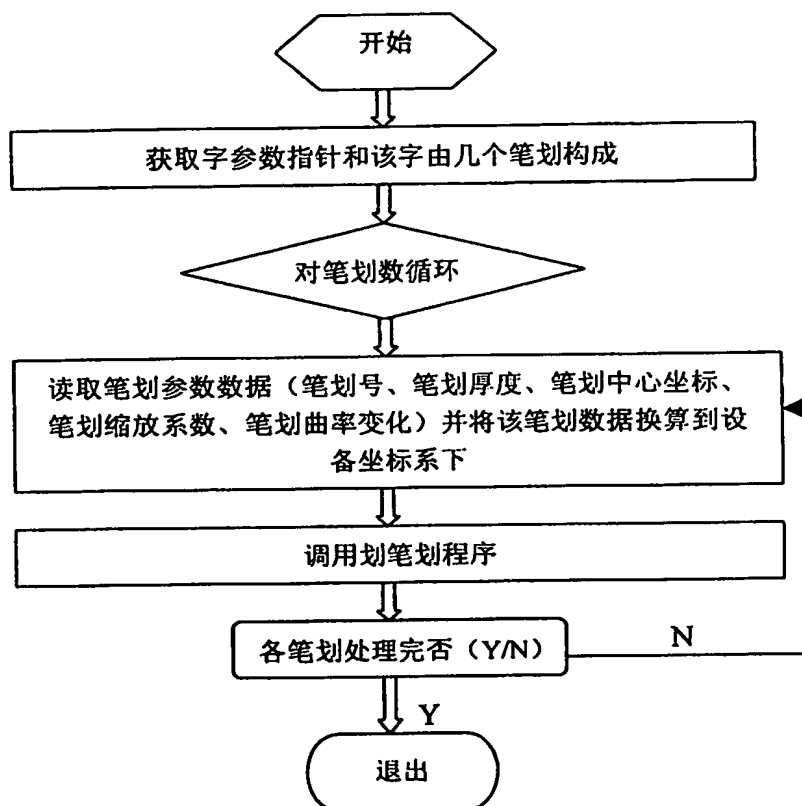 开始
获取字参数指针和该字由几个笔划构成
对笔划数循环
读取笔划参数数据（笔划号、笔划厚度、笔划中心坐标、
笔划缩放系数、笔划曲率变化）并将该笔划数据换算到设
备坐标系下
调用划笔划程序
各笔划处理完否（Y/N）
N
Y
退出